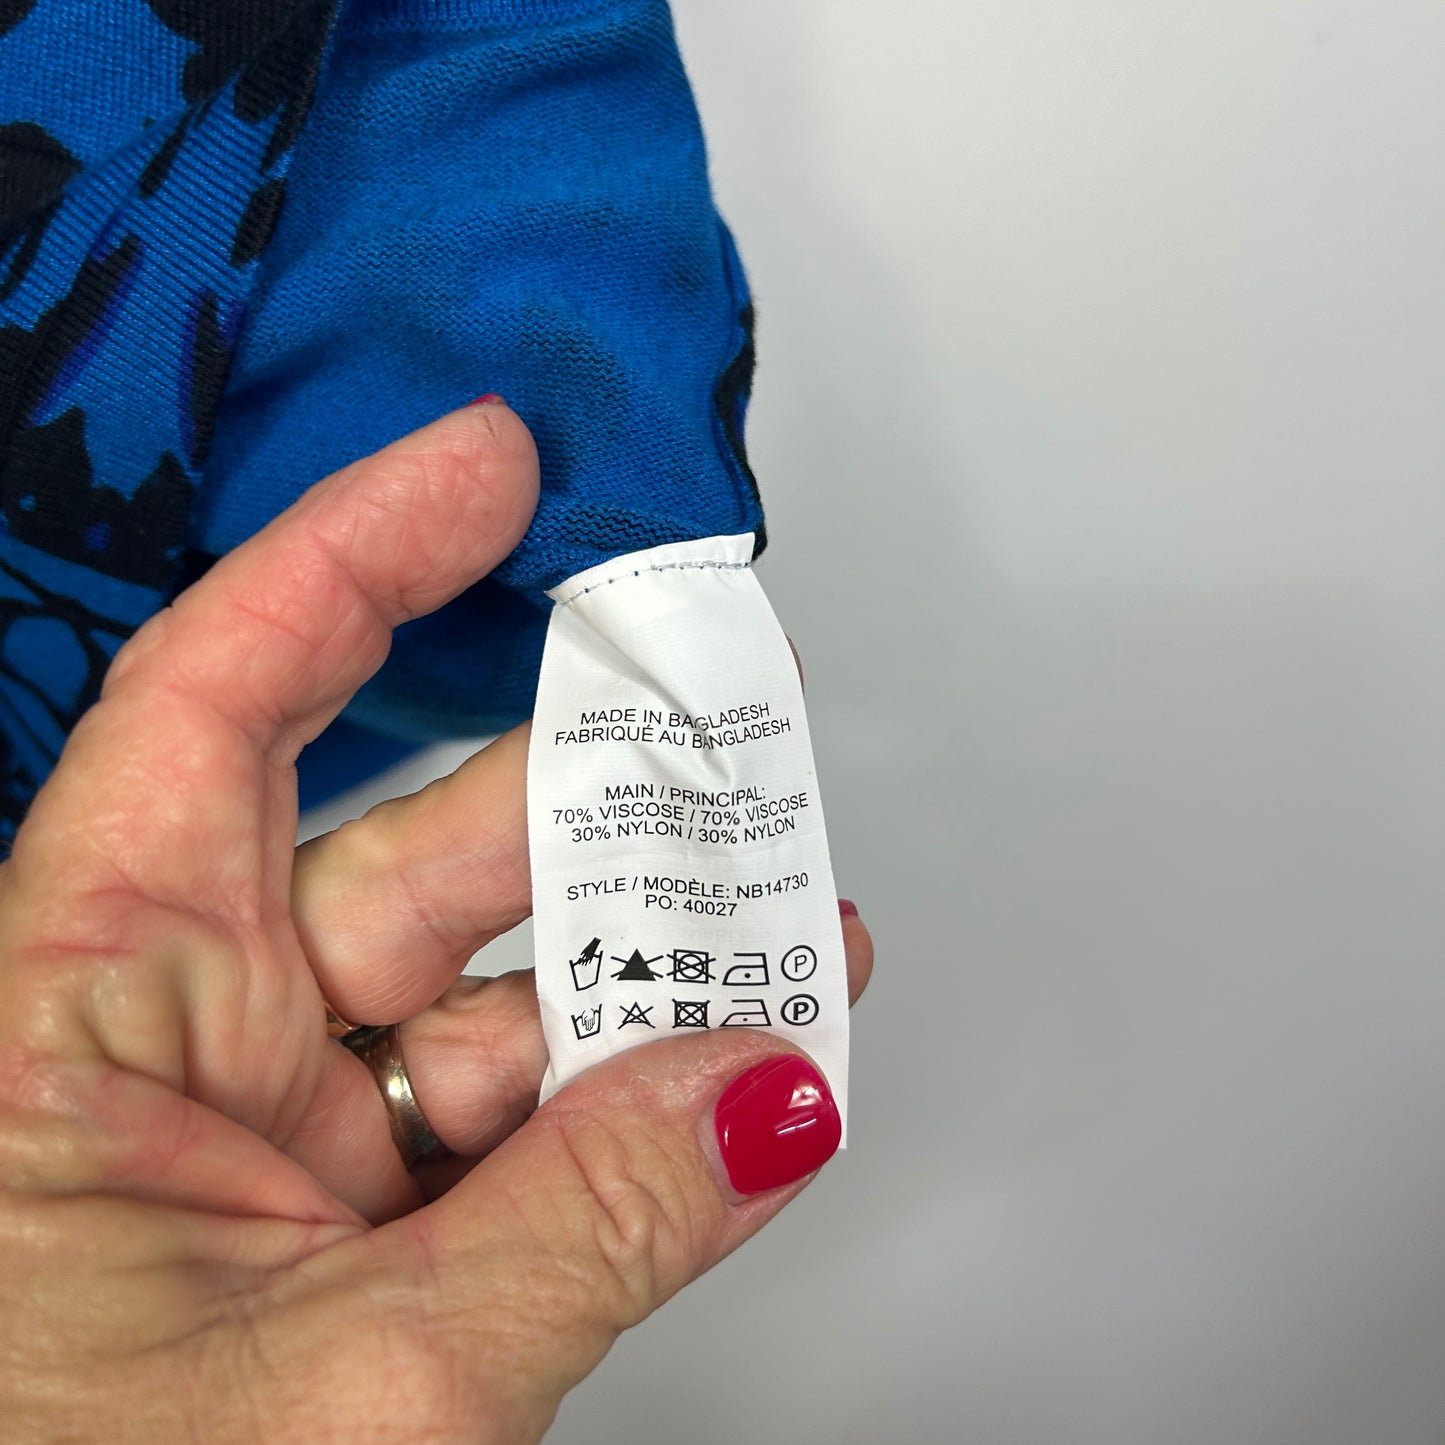 MADE IN BANGLADESH
FABRIQUÉ AU BANGLADESH
MAIN / PRINCIPAL:
70% VISCOSE / 70% VISCOSE
30% NYLON / 30% NYLON
STYLE / MODÈLE: NB14730
PO: 40027
P
P